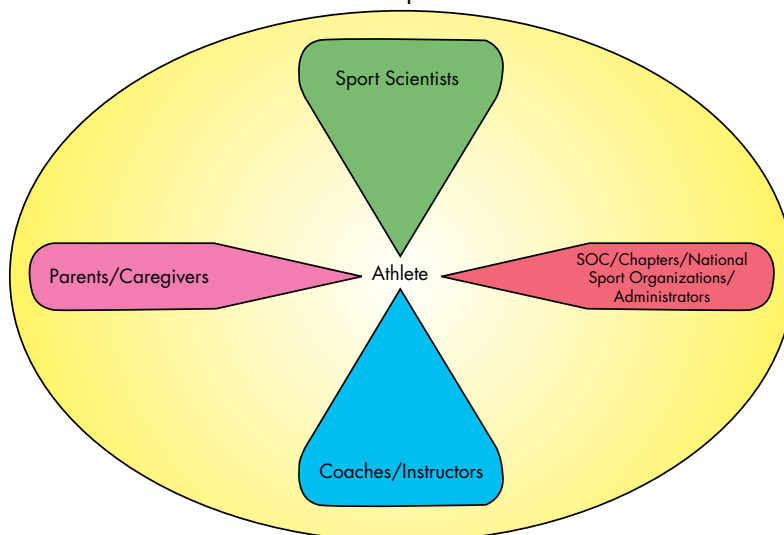 Sport Scientists
Parents/Caregivers
Athlete
SOC/Chapters/National
Sport Organizations/
Administrators
Coaches/Instructors